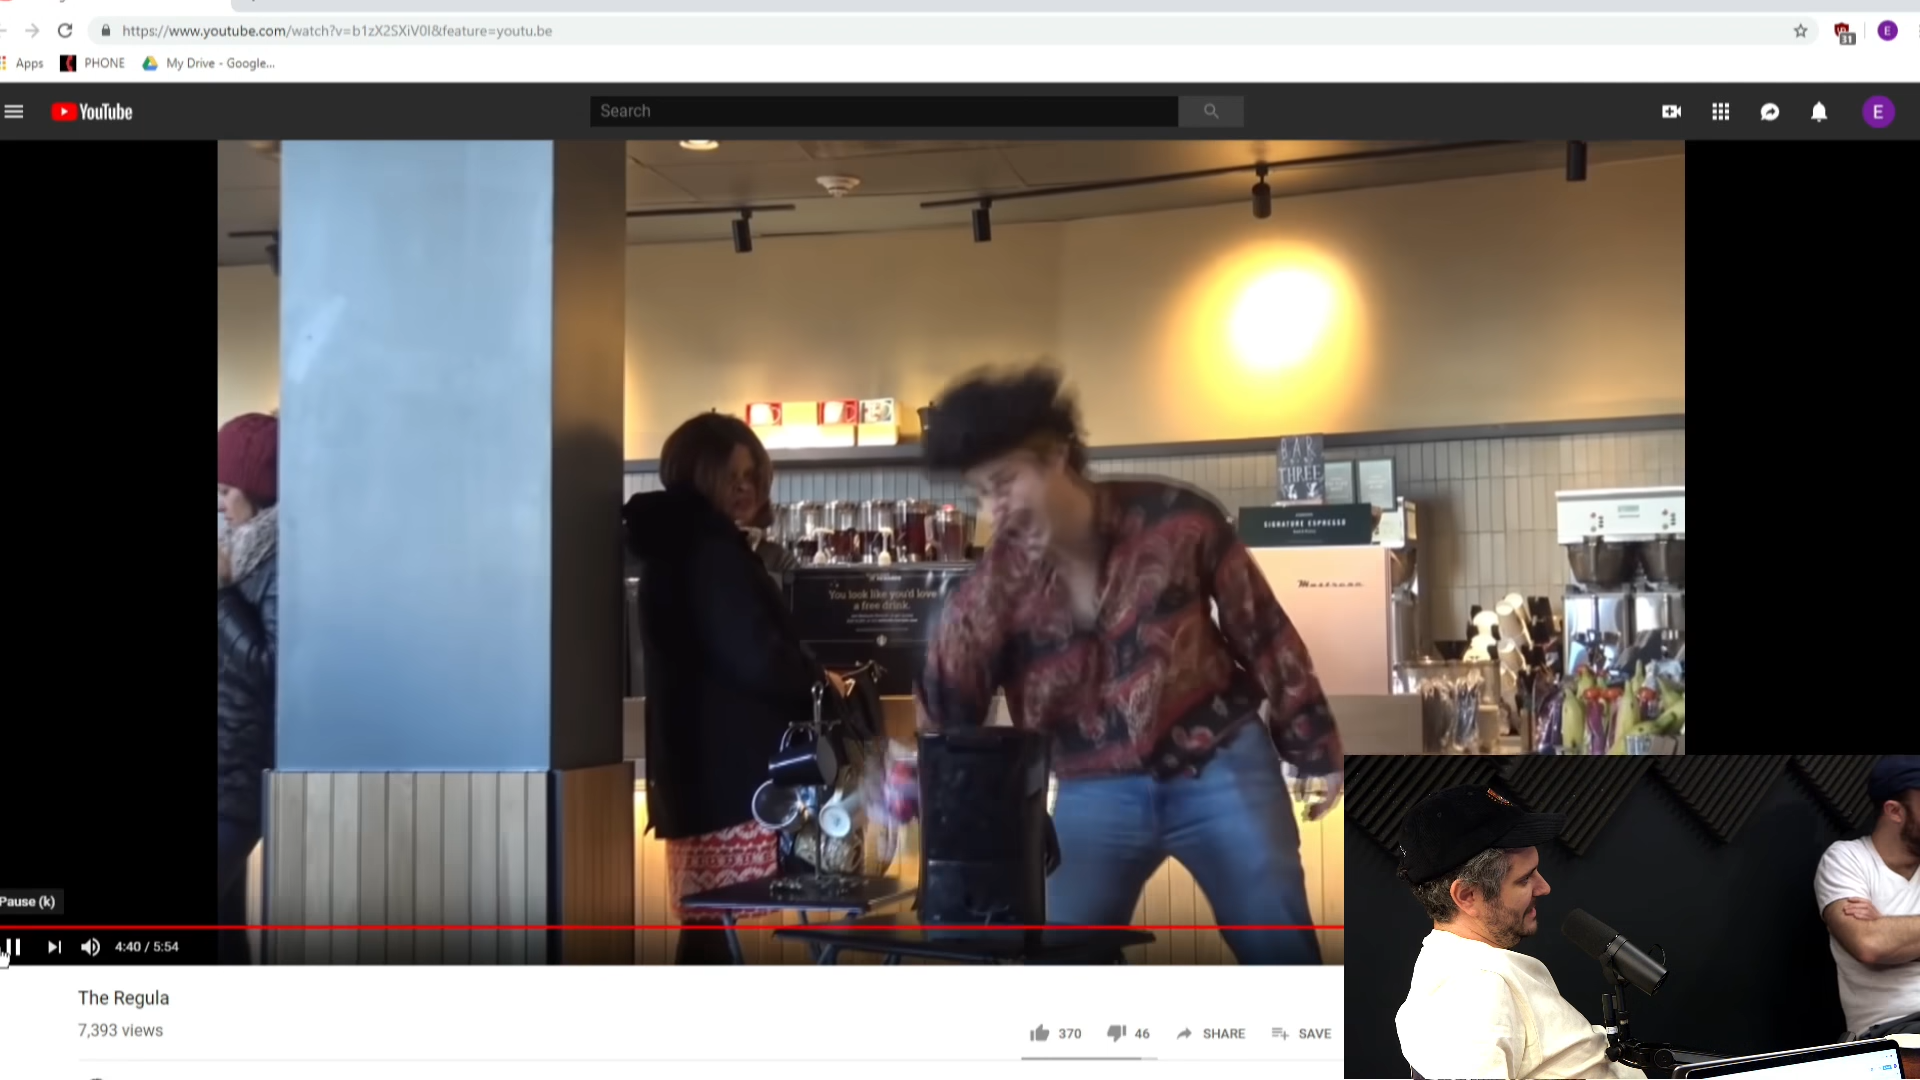 https://www.youtube.com/watch?v=b1zX2SXiV0I&feature=youtu.be
31
E
Apps
PHONE
My Drive - Google...
YouTube
Search
E
BAR
THREE
SIGNATURE ESPRESSO
Mastrena
You look like you'd love
a free drink.
Pause (k)
4:40 / 5:54
The Regula
7,393 views
370
46
SHARE
SAVE